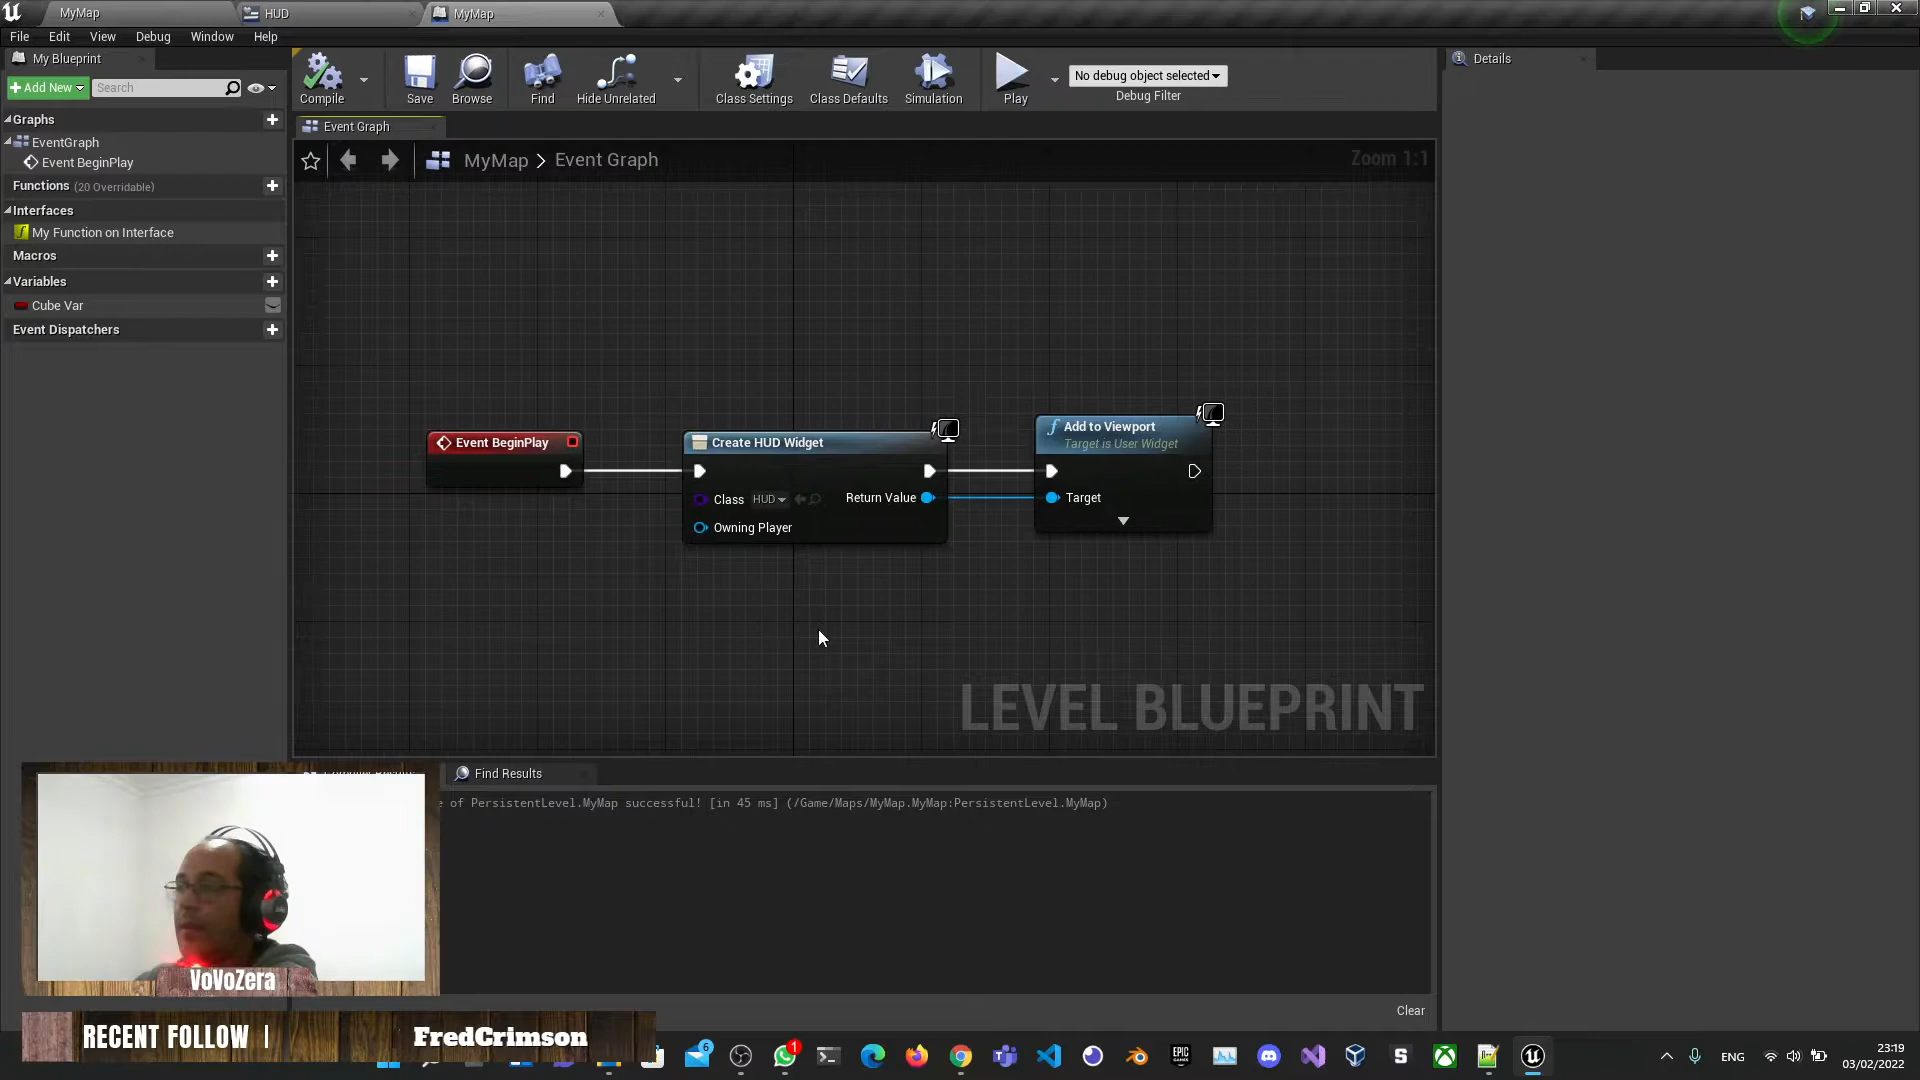 MyMap
HUD
MyMap
File Edit View Debug Window Help
My Blueprint
Add New
Search
Compile
Save
Browse
Find
Hide Unrelated
Class Settings
Class Defaults
Simulation
Play
No debug object selected
Debug Filter
Details
Graphs
EventGraph
Event BeginPlay
Functions (20 Overridable)
Interfaces
My Function on Interface
Macros
Variables
Cube Var
Event Dispatchers
Event Graph
MyMap > Event Graph
Zoom 1:1
Event BeginPlay
Create HUD Widget
Class HUD
Return Value
Owning Player
Add to Viewport
Target is User Widget
Target
LEVEL BLUEPRINT
Find Results
of PersistentLevel.MyMap successful! [in 45 ms] (/Game/Maps/MyMap.MyMap:PersistentLevel.MyMap)
Clear
VoVoZera
RECENT FOLLOW |
FredCrimson
6
1
EPIC
GAMES
S
ENG
23:19
03/02/2022